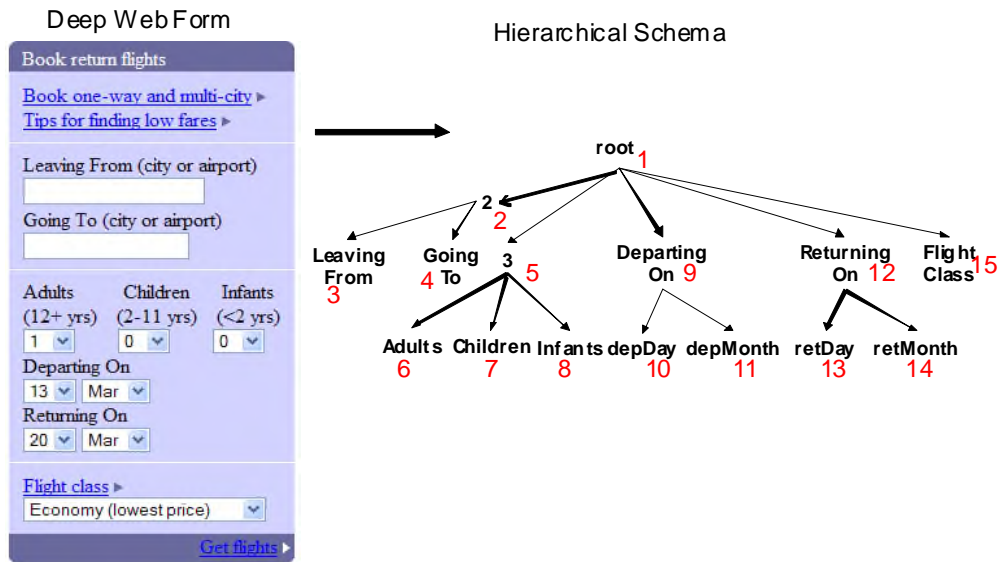 Deep Web Form
Hierarchical Schema
Book return flights
Book one-way and multi-city
Tips for finding low fares
Leaving From (city or airport)
Going To (city or airport)
Adults Children Infants
(12+ yrs) (2-11 yrs) (<2 yrs)
1 0 0
Departing On
13 Mar
Returning On
20 Mar
Flight class
Economy (lowest price)
Get flights
root 1
2
2
Leaving From 3
Going To 4
3
5
Departing On 9
Returning On 12
Flight Class 15
Adults Children Infants depDay depMonth retDay retMonth
6 7 8 10 11 13 14